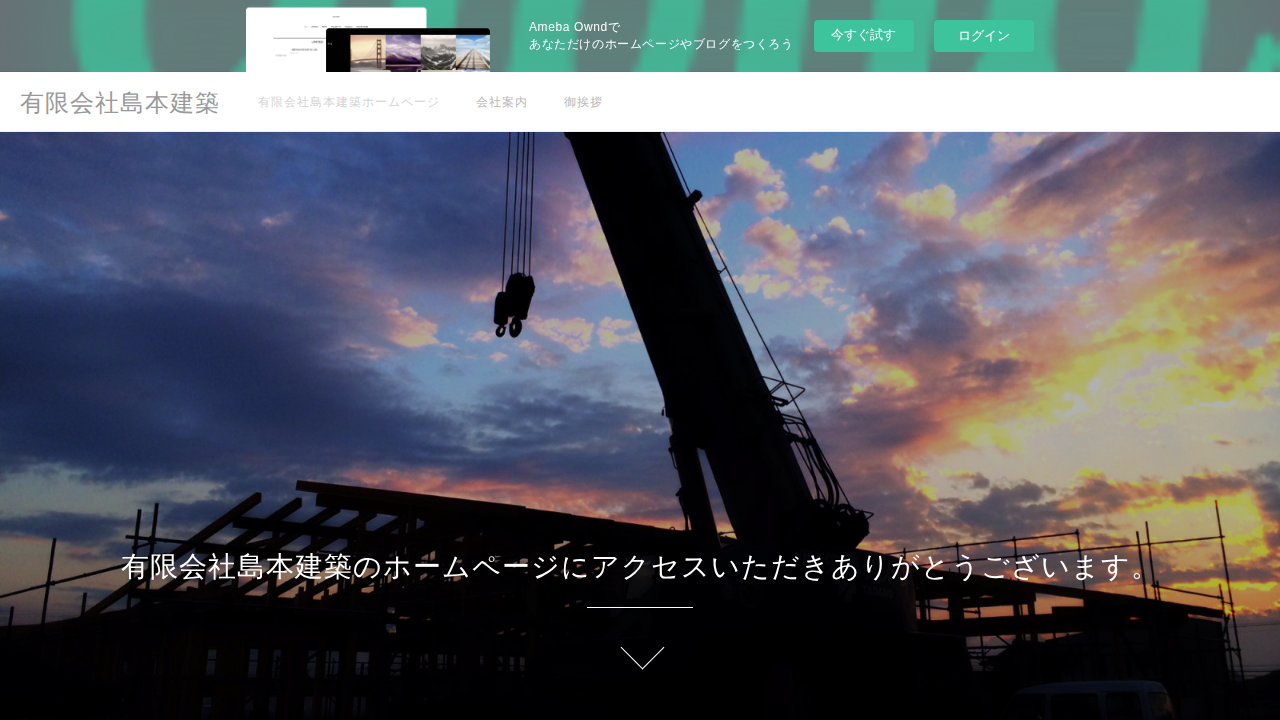 Ameba Owndで
あなただけのホームページやブログをつくろう
今すぐ試す
ログイン
有限会社島本建築
有限会社島本建築ホームページ
会社案内
御挨拶
有限会社島本建築のホームページにアクセスいただきありがとうございます。